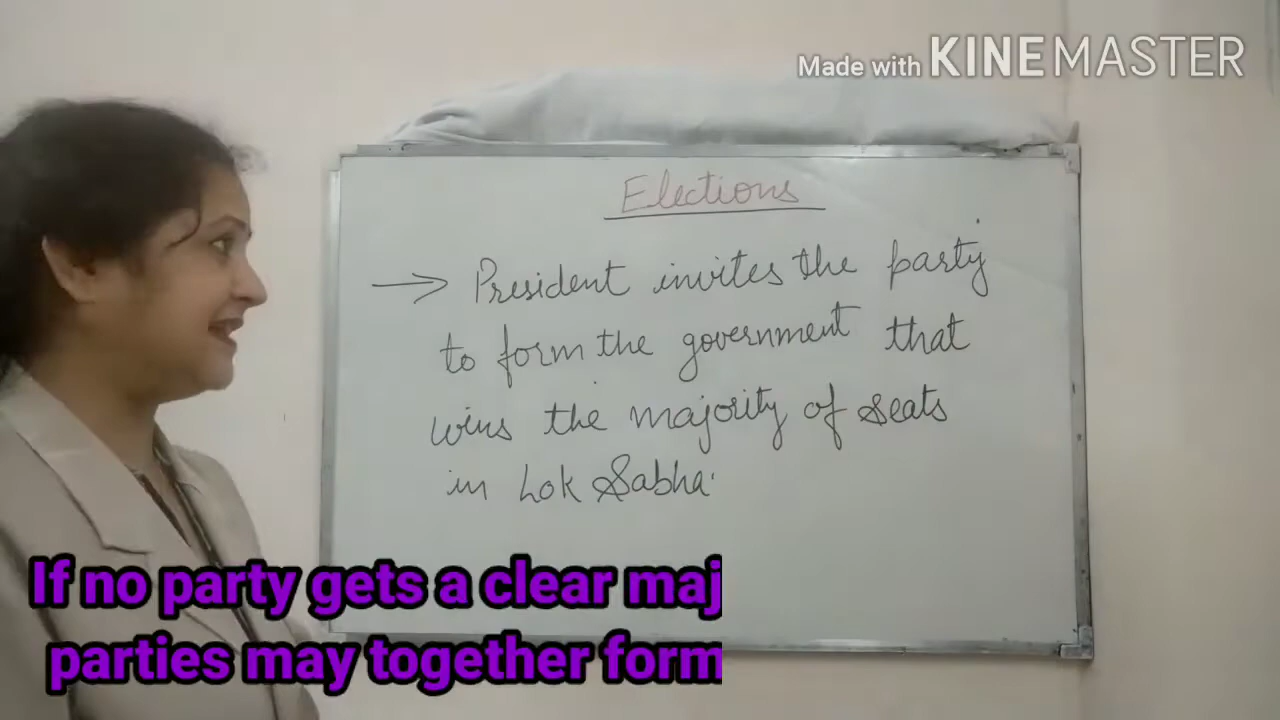 Made with KINEMASTER
Elections
→ President invites the party
to form the government that
wins the majority of seats
in Lok Sabha.
If no party gets a clear maj
parties may together form